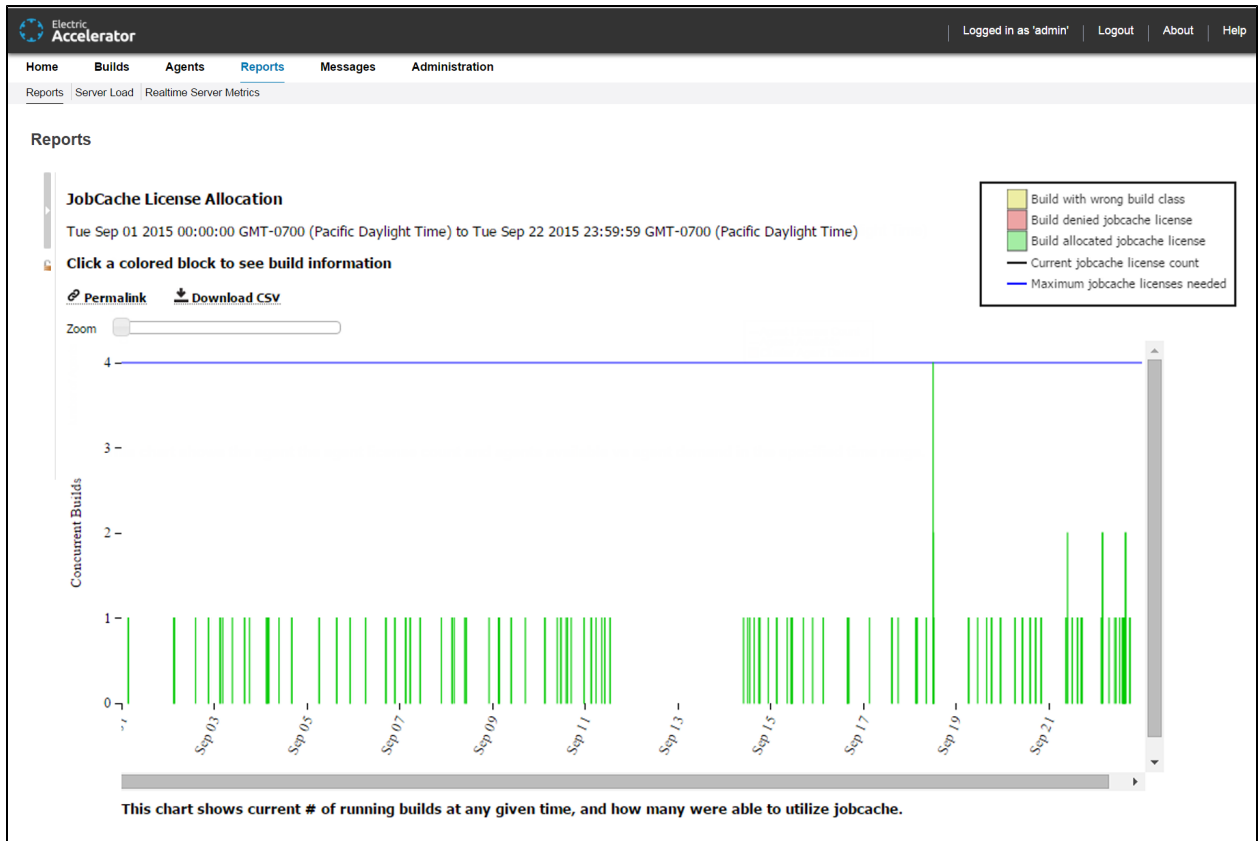 Electric
Accelerator
Logged in as 'admin' Logout About Help
Home Builds Agents Reports Messages Administration
Reports Server Load Realtime Server Metrics
Reports
JobCache License Allocation
Tue Sep 01 2015 00:00:00 GMT-0700 (Pacific Daylight Time) to Tue Sep 22 2015 23:59:59 GMT-0700 (Pacific Daylight Time)
Click a colored block to see build information
Permalink Download CSV
Zoom
Build with wrong build class
Build denied jobcache license
Build allocated jobcache license
Current jobcache license count
Maximum jobcache licenses needed
Concurrent Builds
4
3
2
1
0
Sep 03 Sep 05 Sep 07 Sep 09 Sep 11 Sep 13 Sep 15 Sep 17 Sep 19 Sep 21
This chart shows current # of running builds at any given time, and how many were able to utilize jobcache.